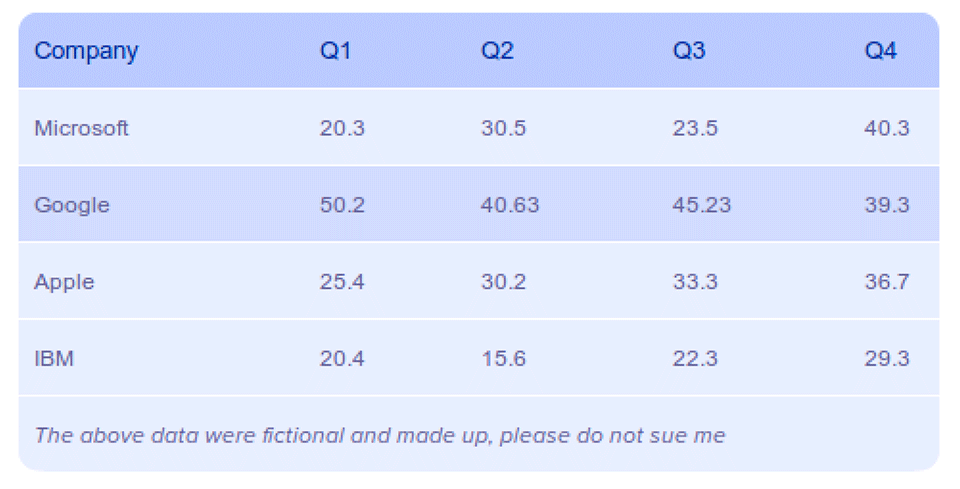 Company Q1 Q2 Q3 Q4
Microsoft 20.3 30.5 23.5 40.3
Google 50.2 40.63 45.23 39.3
Apple 25.4 30.2 33.3 36.7
IBM 20.4 15.6 22.3 29.3
The above data were fictional and made up, please do not sue me